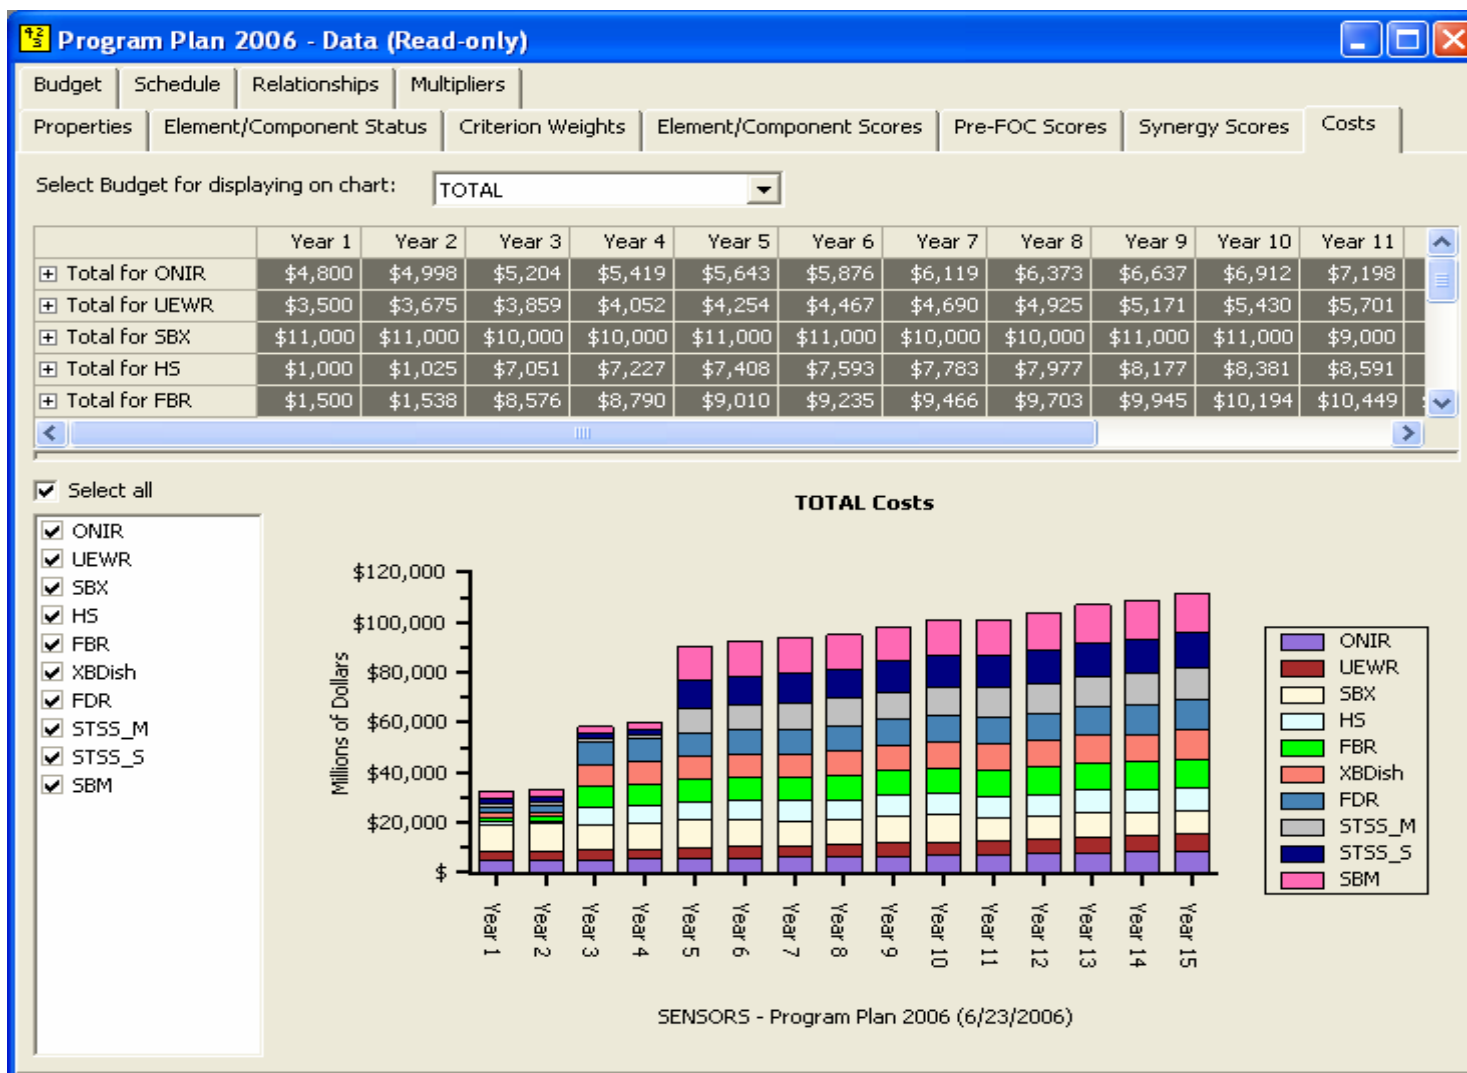 Program Plan 2006 - Data (Read-only)
Budget Schedule Relationships Multipliers
Properties Element/Component Status Criterion Weights Element/Component Scores Pre-FOC Scores Synergy Scores Costs
Select Budget for displaying on chart: TOTAL
Year 1 Year 2 Year 3 Year 4 Year 5 Year 6 Year 7 Year 8 Year 9 Year 10 Year 11
Total for ONIR $4,800 $4,998 $5,204 $5,419 $5,643 $5,876 $6,119 $6,373 $6,637 $6,912 $7,198
Total for UEWR $3,500 $3,675 $3,859 $4,052 $4,254 $4,467 $4,690 $4,925 $5,171 $5,430 $5,701
Total for SBX $11,000 $11,000 $10,000 $10,000 $11,000 $11,000 $10,000 $10,000 $11,000 $11,000 $9,000
Total for HS $1,000 $1,025 $7,051 $7,227 $7,408 $7,593 $7,783 $7,977 $8,177 $8,381 $8,591
Total for FBR $1,500 $1,538 $8,576 $8,790 $9,010 $9,235 $9,466 $9,703 $9,945 $10,194 $10,449
Select all
ONIR
UEWR
SBX
HS
FBR
XBDish
FDR
STSS_M
STSS_S
SBM
TOTAL Costs
Millions of Dollars
$120,000
$100,000
$80,000
$60,000
$40,000
$20,000
$
Year 1
Year 2
Year 3
Year 4
Year 5
Year 6
Year 7
Year 8
Year 9
Year 10
Year 11
Year 12
Year 13
Year 14
Year 15
SENSORS - Program Plan 2006 (6/23/2006)
ONIR
UEWR
SBX
HS
FBR
XBDish
FDR
STSS_M
STSS_S
SBM